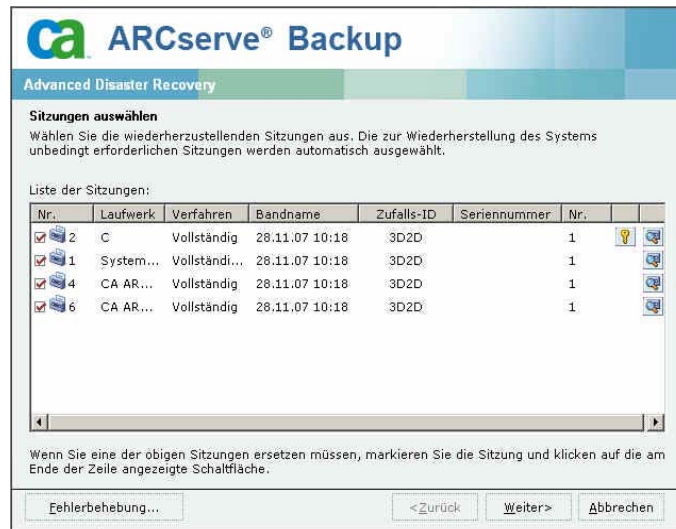 ca ARCserve® Backup
Advanced Disaster Recovery
Sitzungen auswählen
Wählen Sie die wiederherzustellenden Sitzungen aus. Die zur Wiederherstellung des Systems
unbedingt erforderlichen Sitzungen werden automatisch ausgewählt.
Liste der Sitzungen:
Nr. Laufwerk Verfahren Bandname Zufalls-ID Seriennummer Nr.
2 C Vollständig 28.11.07 10:18 3D2D 1
1 System... Vollständi... 28.11.07 10:18 3D2D 1
4 CA AR... Vollständig 28.11.07 10:18 3D2D 1
6 CA AR... Vollständig 28.11.07 10:18 3D2D 1
Wenn Sie eine der obigen Sitzungen ersetzen müssen, markieren Sie die Sitzung und klicken auf die am
Ende der Zeile angezeigte Schaltfläche.
Fehlerbehebung... <Zurück Weiter> Abbrechen